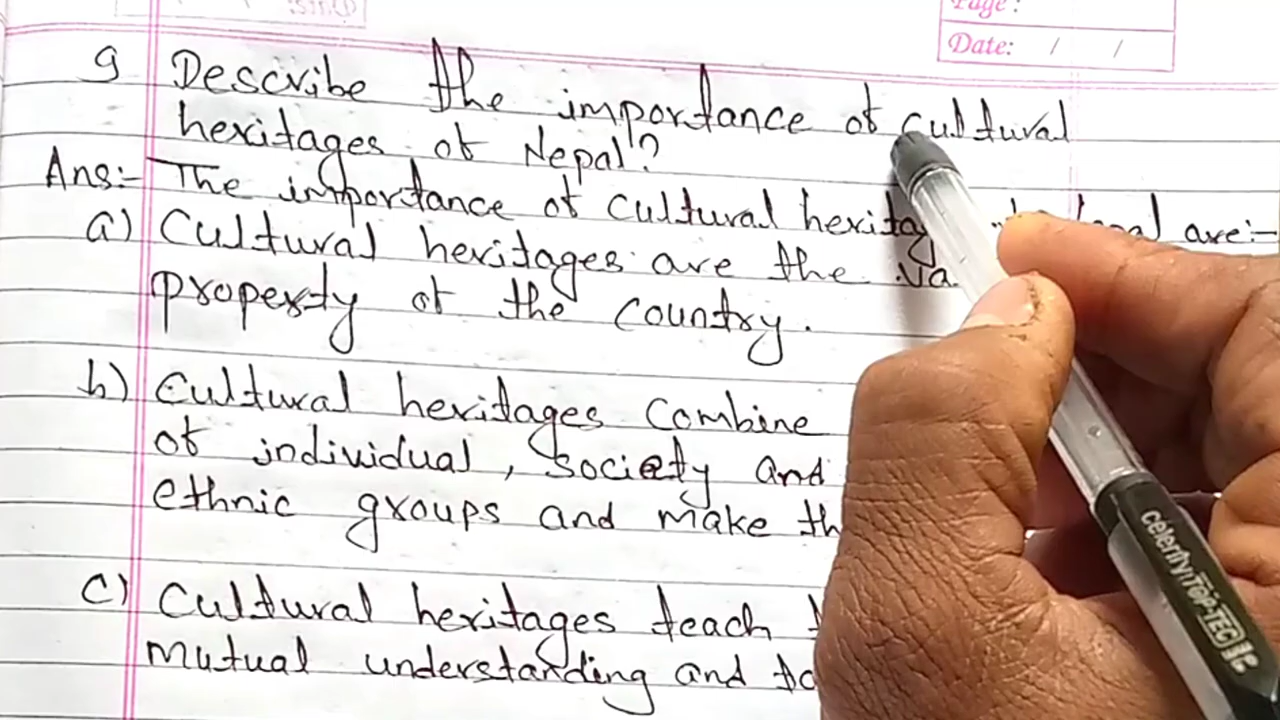 Page:
Date: / /
9 Describe the importance of cultural
heritages of Nepal?
Ans:- The importance of cultural are:-
a) Cultural heritages are the
property of the country.
b) Cultural heritages combine
of individual, society and
ethnic groups and make
c) Cultural heritages teach
mutual understanding and
celerity TOP-TEC